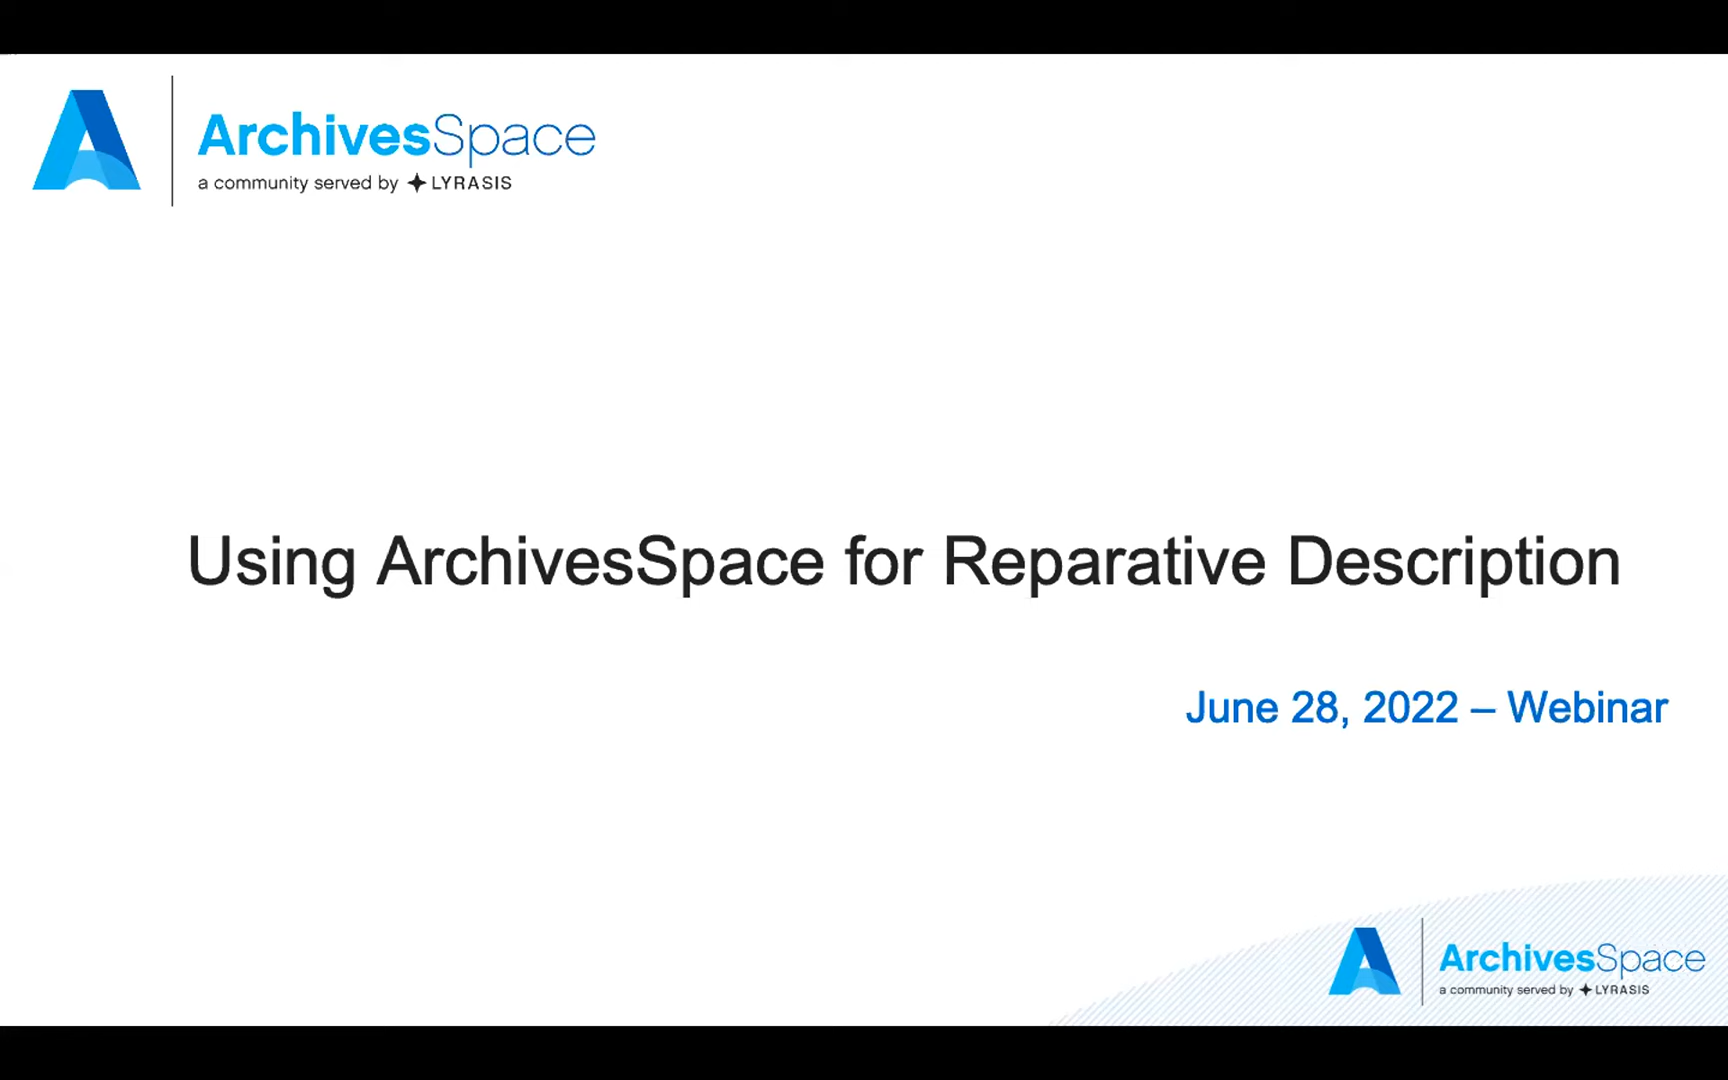 ArchivesSpace
a community served by LYRASIS
Using ArchivesSpace for Reparative Description
June 28, 2022 – Webinar
ArchivesSpace
a community served by LYRASIS